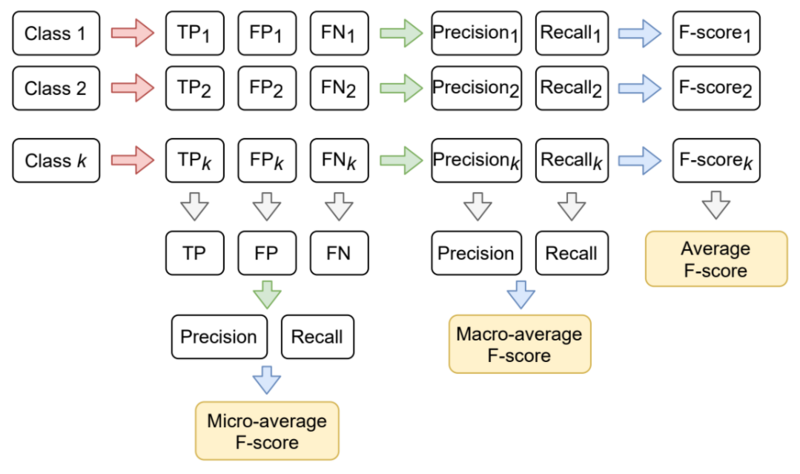 Class 1 TP1 FP1 FN1 Precision1 Recall1 F-score1
Class 2 TP2 FP2 FN2 Precision2 Recall2 F-score2
Class k TPk FPk FNk Precisionk Recallk F-scorek
TP FP FN Precision Recall Average
F-score
Precision Recall Macro-average
F-score
Micro-average
F-score